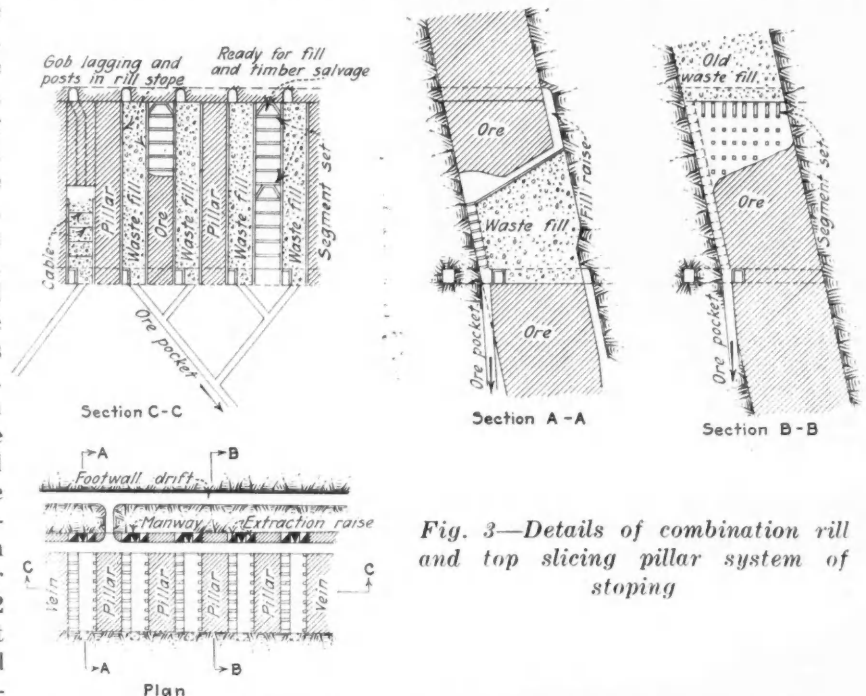 Gob lagging and
posts in rill stope
Ready for fill
and timber salvage
Cable
Pillar
Waste fill
Ore
Waste fill
Pillar
Waste fill
Waste fill
Segment set
Ore pocket
Section C-C
Ore
Waste fill
Fill raise
Ore
Ore pocket
Section A-A
Old
waste fill
Ore
Segment set
Ore pocket
Section B-B
A
B
Footwall drift
Manway
Extraction raise
C
C
Vein
Pillar
Pillar
Pillar
Pillar
Vein
A
B
Plan
Fig. 3—Details of combination rill
and top slicing pillar system of
stoping